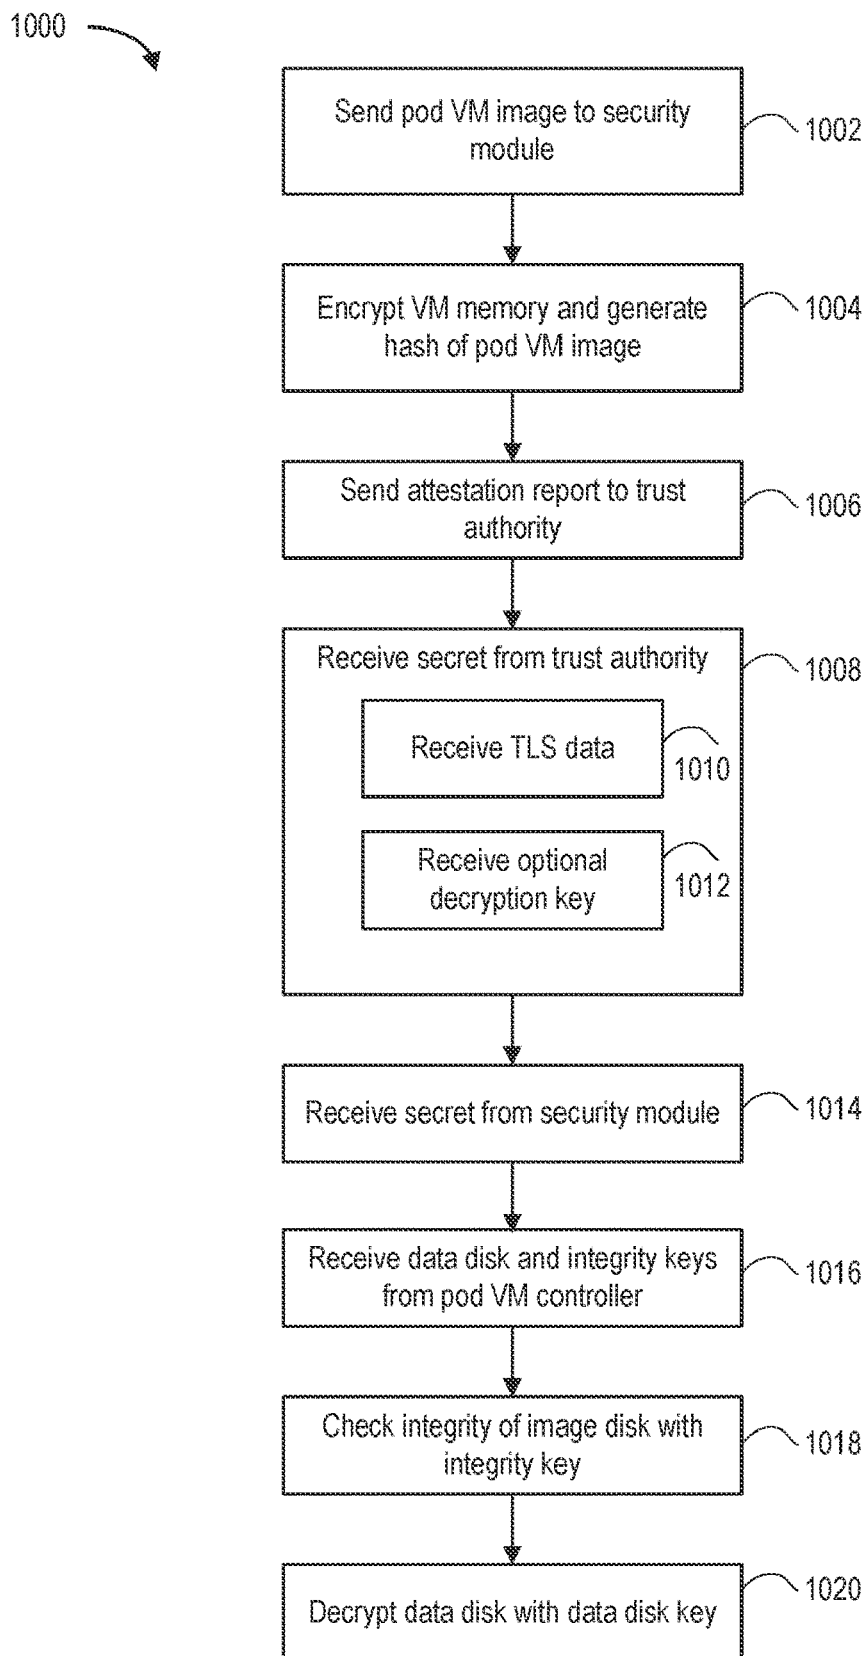 1000
Send pod VM image to security
module
1002
Encrypt VM memory and generate
hash of pod VM image
1004
Send attestation report to trust
authority
1006
Receive secret from trust authority
1008
Receive TLS data
1010
Receive optional
decryption key
1012
Receive secret from security module
1014
Receive data disk and integrity keys
from pod VM controller
1016
Check integrity of image disk with
integrity key
1018
Decrypt data disk with data disk key
1020